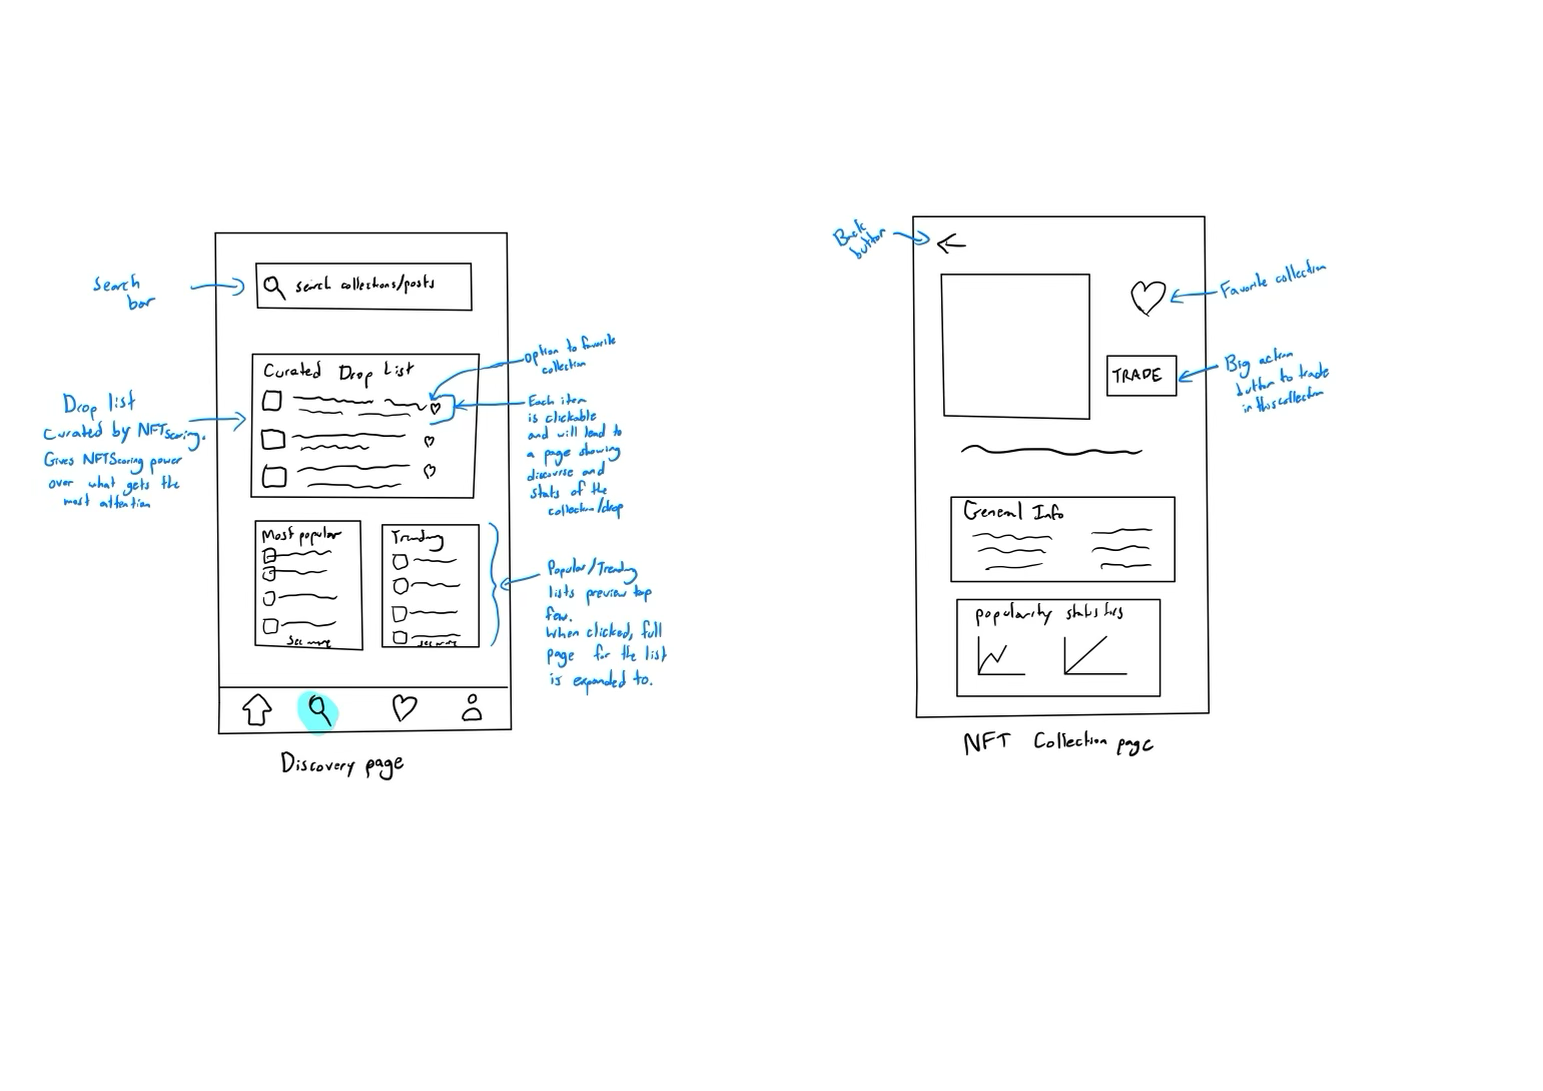 Search
bar
search collections/posts
Curated Drop List
option to favorite
collection
Drop list
Curated by NFTScoring.
Gives NFTScoring power
over what gets the
most attention
Each item
is clickable
and will lead to
a page showing
discourse and
stats of the
collection/drop
Most popular
See more
Trending
See more
Popular/Trending
lists preview top
few.
When clicked, full
page for the list
is expanded to.
Discovery page
Back
button
Favorite collection
TRADE
Big action
button to trade
in this collection
General Info
popularity statistics
NFT Collection page